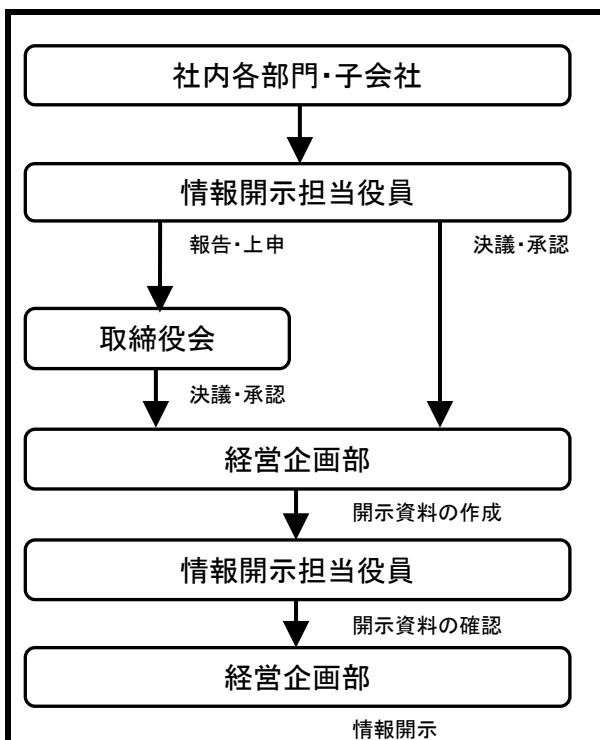 社内各部門・子会社
情報開示担当役員
報告・上申
決議・承認
取締役会
決議・承認
経営企画部
開示資料の作成
情報開示担当役員
開示資料の確認
経営企画部
情報開示